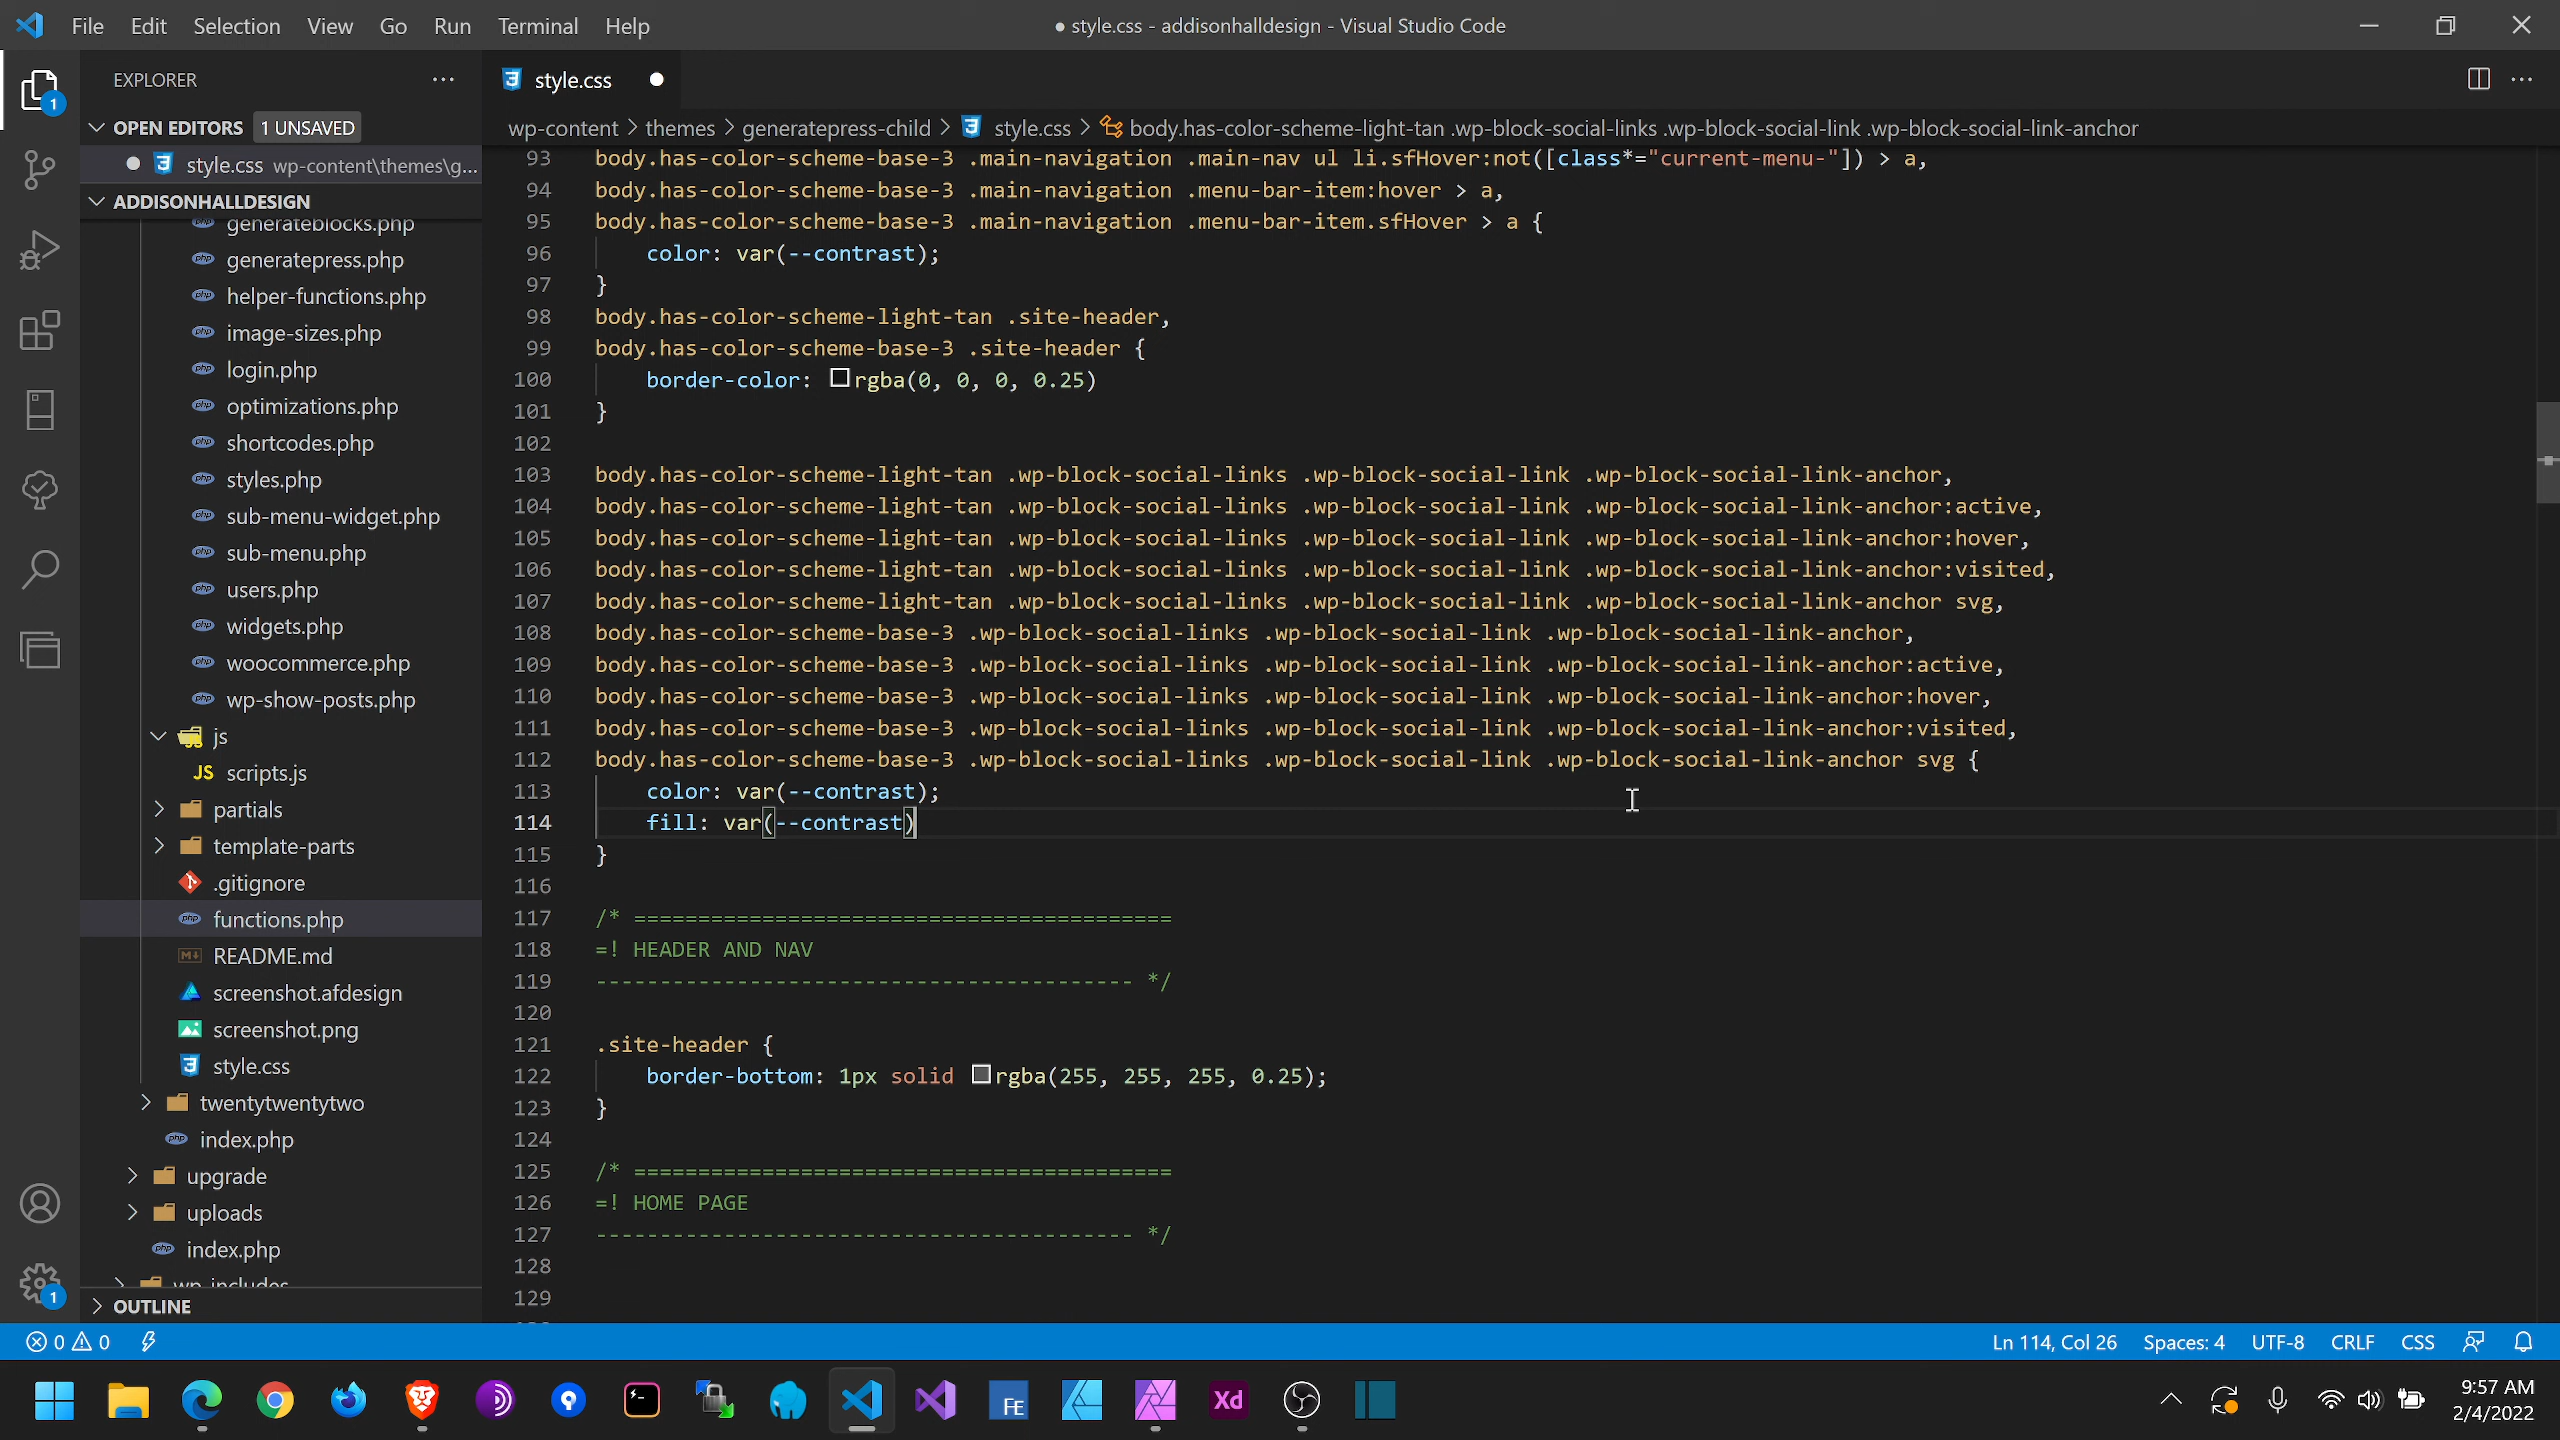 File Edit Selection View Go Run Terminal Help
● style.css - addisonhalldesign - Visual Studio Code
EXPLORER
OPEN EDITORS 1 UNSAVED
style.css wp-content\themes\g...
ADDISONHALLDESIGN
generateblocks.php
generatepress.php
helper-functions.php
image-sizes.php
login.php
optimizations.php
shortcodes.php
styles.php
sub-menu-widget.php
sub-menu.php
users.php
widgets.php
woocommerce.php
wp-show-posts.php
js
JS scripts.js
partials
template-parts
.gitignore
php functions.php
README.md
screenshot.afdesign
screenshot.png
style.css
twentytwentytwo
index.php
upgrade
uploads
index.php
wp-includes
OUTLINE
1
1
style.css
wp-content > themes > generatepress-child > style.css > body.has-color-scheme-light-tan .wp-block-social-links .wp-block-social-link .wp-block-social-link-anchor
93 body.has-color-scheme-base-3 .main-navigation .main-nav ul li.sfHover:not([class*="current-menu-"]) > a,
94 body.has-color-scheme-base-3 .main-navigation .menu-bar-item:hover > a,
95 body.has-color-scheme-base-3 .main-navigation .menu-bar-item.sfHover > a {
96 color: var(--contrast);
97 }
98 body.has-color-scheme-light-tan .site-header,
99 body.has-color-scheme-base-3 .site-header {
100 border-color: rgba(0, 0, 0, 0.25)
101 }
102
103 body.has-color-scheme-light-tan .wp-block-social-links .wp-block-social-link .wp-block-social-link-anchor,
104 body.has-color-scheme-light-tan .wp-block-social-links .wp-block-social-link .wp-block-social-link-anchor:active,
105 body.has-color-scheme-light-tan .wp-block-social-links .wp-block-social-link .wp-block-social-link-anchor:hover,
106 body.has-color-scheme-light-tan .wp-block-social-links .wp-block-social-link .wp-block-social-link-anchor:visited,
107 body.has-color-scheme-light-tan .wp-block-social-links .wp-block-social-link .wp-block-social-link-anchor svg,
108 body.has-color-scheme-base-3 .wp-block-social-links .wp-block-social-link .wp-block-social-link-anchor,
109 body.has-color-scheme-base-3 .wp-block-social-links .wp-block-social-link .wp-block-social-link-anchor:active,
110 body.has-color-scheme-base-3 .wp-block-social-links .wp-block-social-link .wp-block-social-link-anchor:hover,
111 body.has-color-scheme-base-3 .wp-block-social-links .wp-block-social-link .wp-block-social-link-anchor:visited,
112 body.has-color-scheme-base-3 .wp-block-social-links .wp-block-social-link .wp-block-social-link-anchor svg {
113 color: var(--contrast);
114 fill: var(--contrast)
115 }
116
117 /* ==========================================
118 =! HEADER AND NAV
119 ------------------------------------------ */
120
121 .site-header {
122 border-bottom: 1px solid rgba(255, 255, 255, 0.25);
123 }
124
125 /* ==========================================
126 =! HOME PAGE
127 ------------------------------------------ */
128
129
0 0
Ln 114, Col 26 Spaces: 4 UTF-8 CRLF CSS
FE
Xd
9:57 AM
2/4/2022